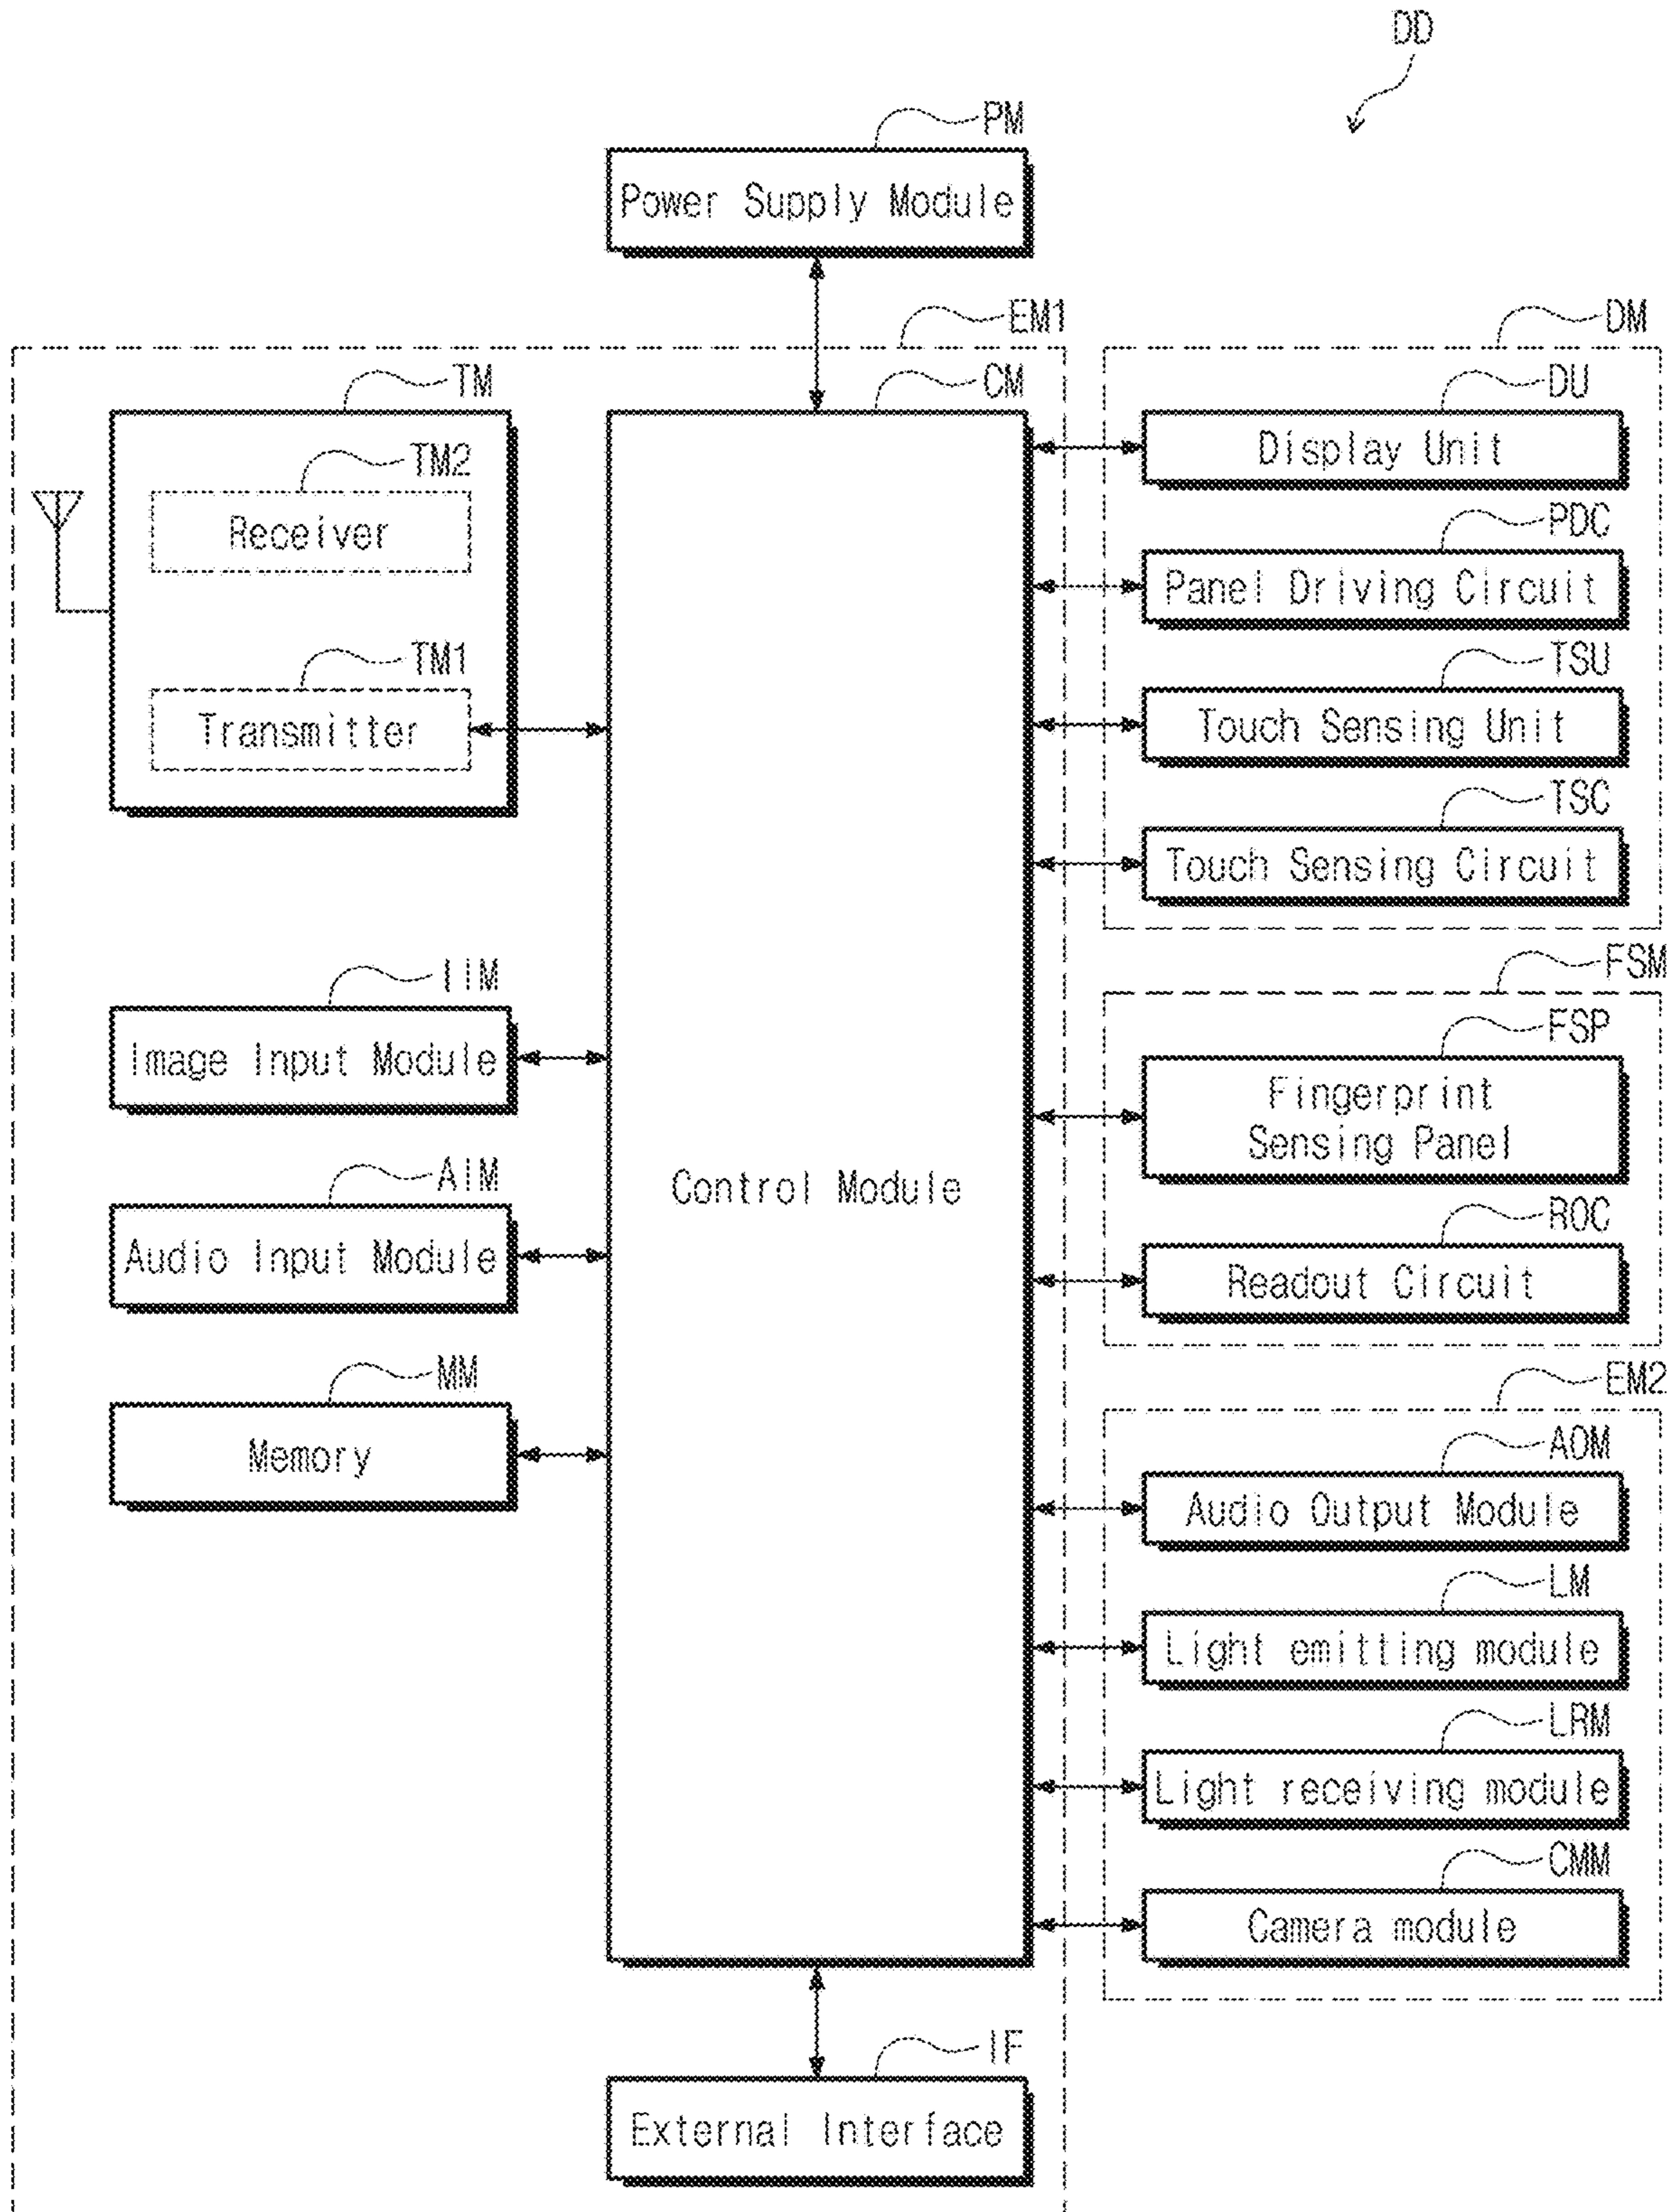 DD
PM
Power Supply Module
EM1
DM
TM
CM
DU
Display Unit
TM2
Receiver
PDC
Panel Driving Circuit
TM1
Transmitter
TSU
Touch Sensing Unit
TSC
Touch Sensing Circuit
IIM
Image Input Module
FSM
FSP
Fingerprint
Sensing Panel
AIM
Audio Input Module
Control Module
ROC
Readout Circuit
MM
Memory
EM2
AOM
Audio Output Module
LM
Light emitting module
LRM
Light receiving module
CMM
Camera module
IF
External Interface